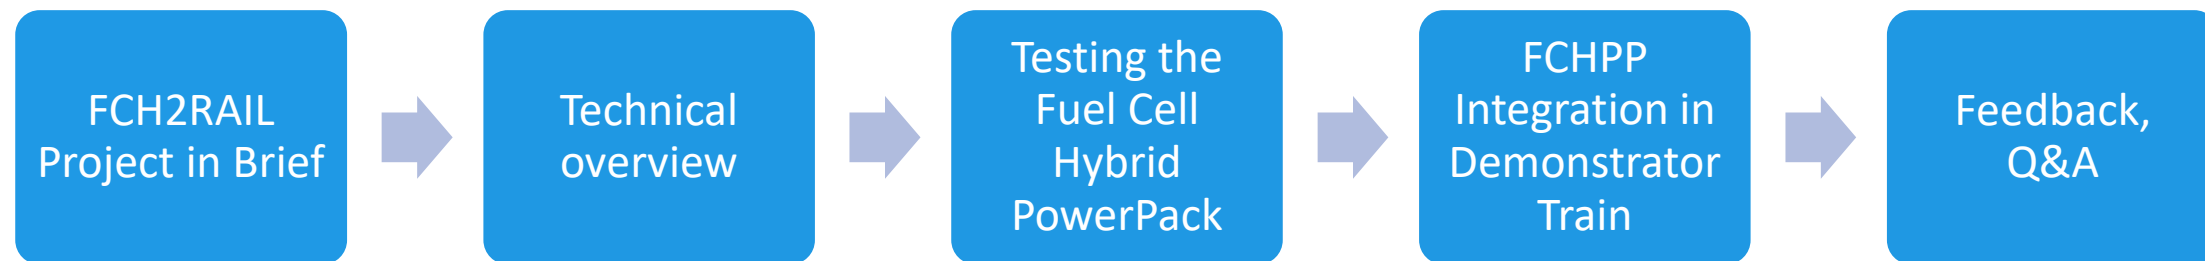 FCH2RAIL
Project in Brief
Technical
overview
Testing the
Fuel Cell
Hybrid
PowerPack
FCHPP
Integration in
Demonstrator
Train
Feedback,
Q&A